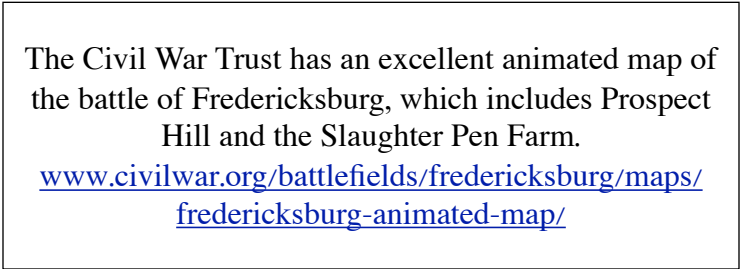 The Civil War Trust has an excellent animated map of
the battle of Fredericksburg, which includes Prospect
Hill and the Slaughter Pen Farm.
www.civilwar.org/battlefields/fredericksburg/maps/
fredericksburg-animated-map/